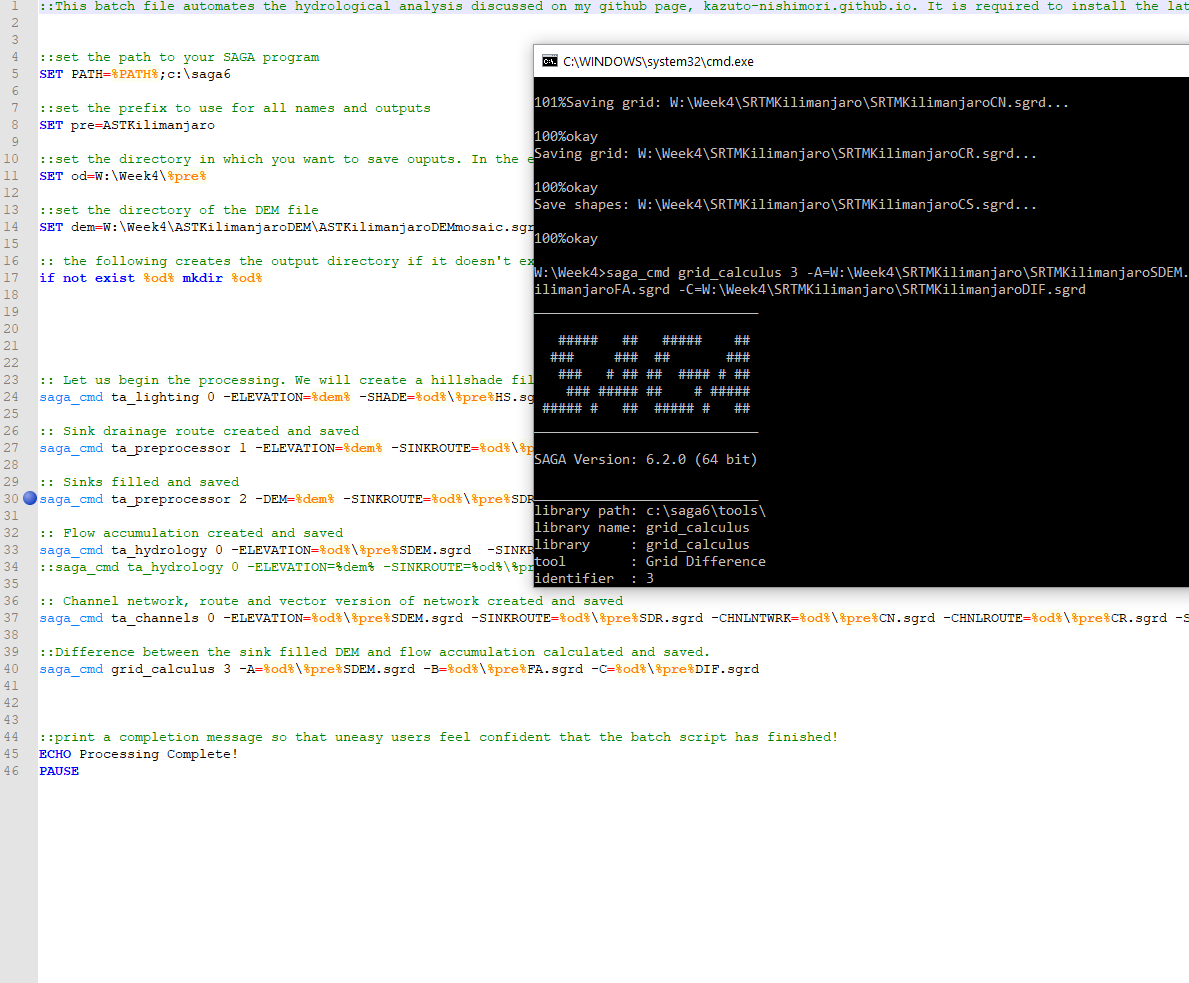 1 ::This batch file automates the hydrological analysis discussed on my github page, kazuto-nishimori.github.io. It is required to install the lat
2
3
4 ::set the path to your SAGA program
5 SET PATH=%PATH%;c:\saga6
6
7 ::set the prefix to use for all names and outputs
8 SET pre=ASTKilimanjaro
9
10 ::set the directory in which you want to save ouputs. In the e
11 SET od=W:\Week4\%pre%
12
13 ::set the directory of the DEM file
14 SET dem=W:\Week4\ASTKilimanjaroDEM\ASTKilimanjaroDEMmosaic.sgr
15
16 :: the following creates the output directory if it doesn't ex
17 if not exist %od% mkdir %od%
18
19
20
21
22
23 :: Let us begin the processing. We will create a hillshade fil
24 saga_cmd ta_lighting 0 -ELEVATION=%dem% -SHADE=%od%\%pre%HS.sg
25
26 :: Sink drainage route created and saved
27 saga_cmd ta_preprocessor 1 -ELEVATION=%dem% -SINKROUTE=%od%\%p
28
29 :: Sinks filled and saved
30 saga_cmd ta_preprocessor 2 -DEM=%dem% -SINKROUTE=%od%\%pre%SDR
31
32 :: Flow accumulation created and saved
33 saga_cmd ta_hydrology 0 -ELEVATION=%od%\%pre%SDEM.sgrd  -SINKR
34 ::saga_cmd ta_hydrology 0 -ELEVATION=%dem% -SINKROUTE=%od%\%pr
35
36 :: Channel network, route and vector version of network created and saved
37 saga_cmd ta_channels 0 -ELEVATION=%od%\%pre%SDEM.sgrd -SINKROUTE=%od%\%pre%SDR.sgrd -CHNLNTWRK=%od%\%pre%CN.sgrd -CHNLROUTE=%od%\%pre%CR.sgrd -S
38
39 ::Difference between the sink filled DEM and flow accumulation calculated and saved.
40 saga_cmd grid_calculus 3 -A=%od%\%pre%SDEM.sgrd -B=%od%\%pre%FA.sgrd -C=%od%\%pre%DIF.sgrd
41
42
43
44 ::print a completion message so that uneasy users feel confident that the batch script has finished!
45 ECHO Processing Complete!
46 PAUSE
C:\WINDOWS\system32\cmd.exe
101%Saving grid: W:\Week4\SRTMKilimanjaro\SRTMKilimanjaroCN.sgrd...
100%okay
Saving grid: W:\Week4\SRTMKilimanjaro\SRTMKilimanjaroCR.sgrd...
100%okay
Save shapes: W:\Week4\SRTMKilimanjaro\SRTMKilimanjaroCS.sgrd...
100%okay
W:\Week4>saga_cmd grid_calculus 3 -A=W:\Week4\SRTMKilimanjaro\SRTMKilimanjaroSDEM.
ilimanjaroFA.sgrd -C=W:\Week4\SRTMKilimanjaro\SRTMKilimanjaroDIF.sgrd
____________________________
   #####   ##   #####    ##
  ###     ###  ##       ###
   ###   # ## ##  #### # ##
    ### ##### ##    # #####
 ##### #   ##  ##### #   ##
____________________________
SAGA Version: 6.2.0 (64 bit)
____________________________
library path: c:\saga6\tools\
library name: grid_calculus
library     : grid_calculus
tool        : Grid Difference
identifier  : 3